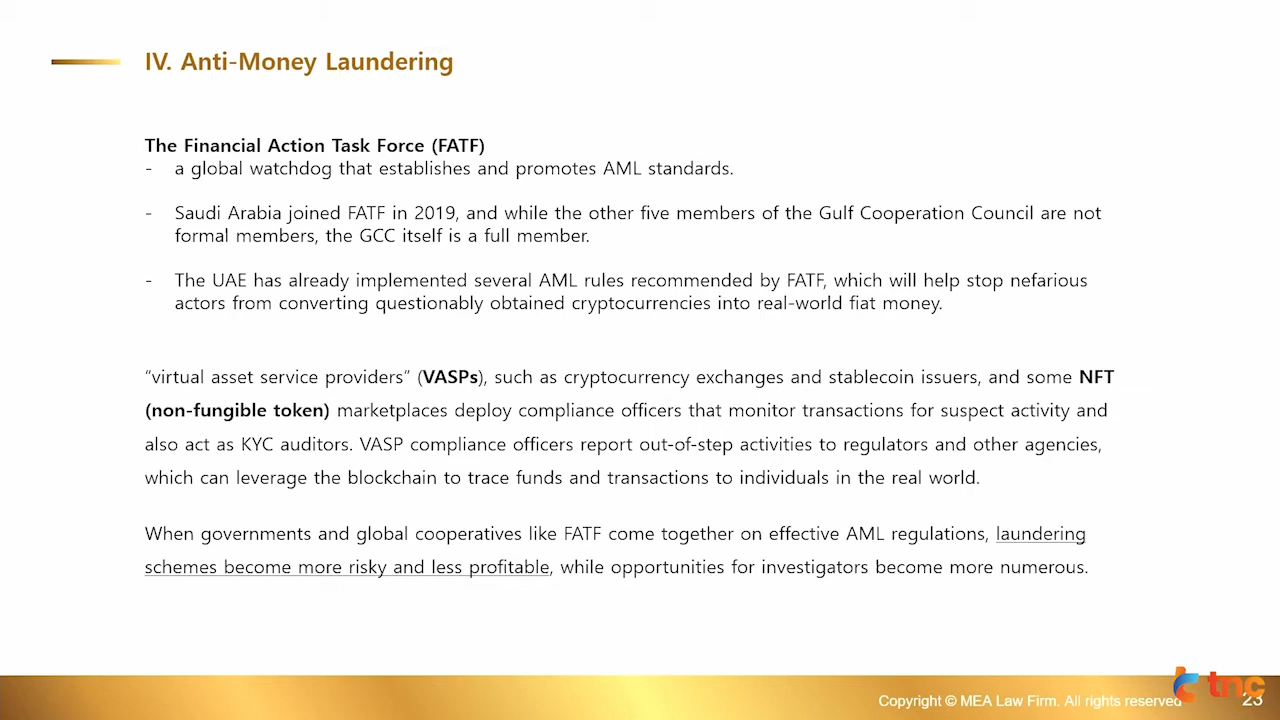 IV. Anti-Money Laundering
The Financial Action Task Force (FATF)
- a global watchdog that establishes and promotes AML standards.
- Saudi Arabia joined FATF in 2019, and while the other five members of the Gulf Cooperation Council are not
formal members, the GCC itself is a full member.
- The UAE has already implemented several AML rules recommended by FATF, which will help stop nefarious
actors from converting questionably obtained cryptocurrencies into real-world fiat money.
“virtual asset service providers” (VASPs), such as cryptocurrency exchanges and stablecoin issuers, and some NFT
(non-fungible token) marketplaces deploy compliance officers that monitor transactions for suspect activity and
also act as KYC auditors. VASP compliance officers report out-of-step activities to regulators and other agencies,
which can leverage the blockchain to trace funds and transactions to individuals in the real world.
When governments and global cooperatives like FATF come together on effective AML regulations, laundering
schemes become more risky and less profitable, while opportunities for investigators become more numerous.
Copyright © MEA Law Firm. All rights reserved
tnc
23